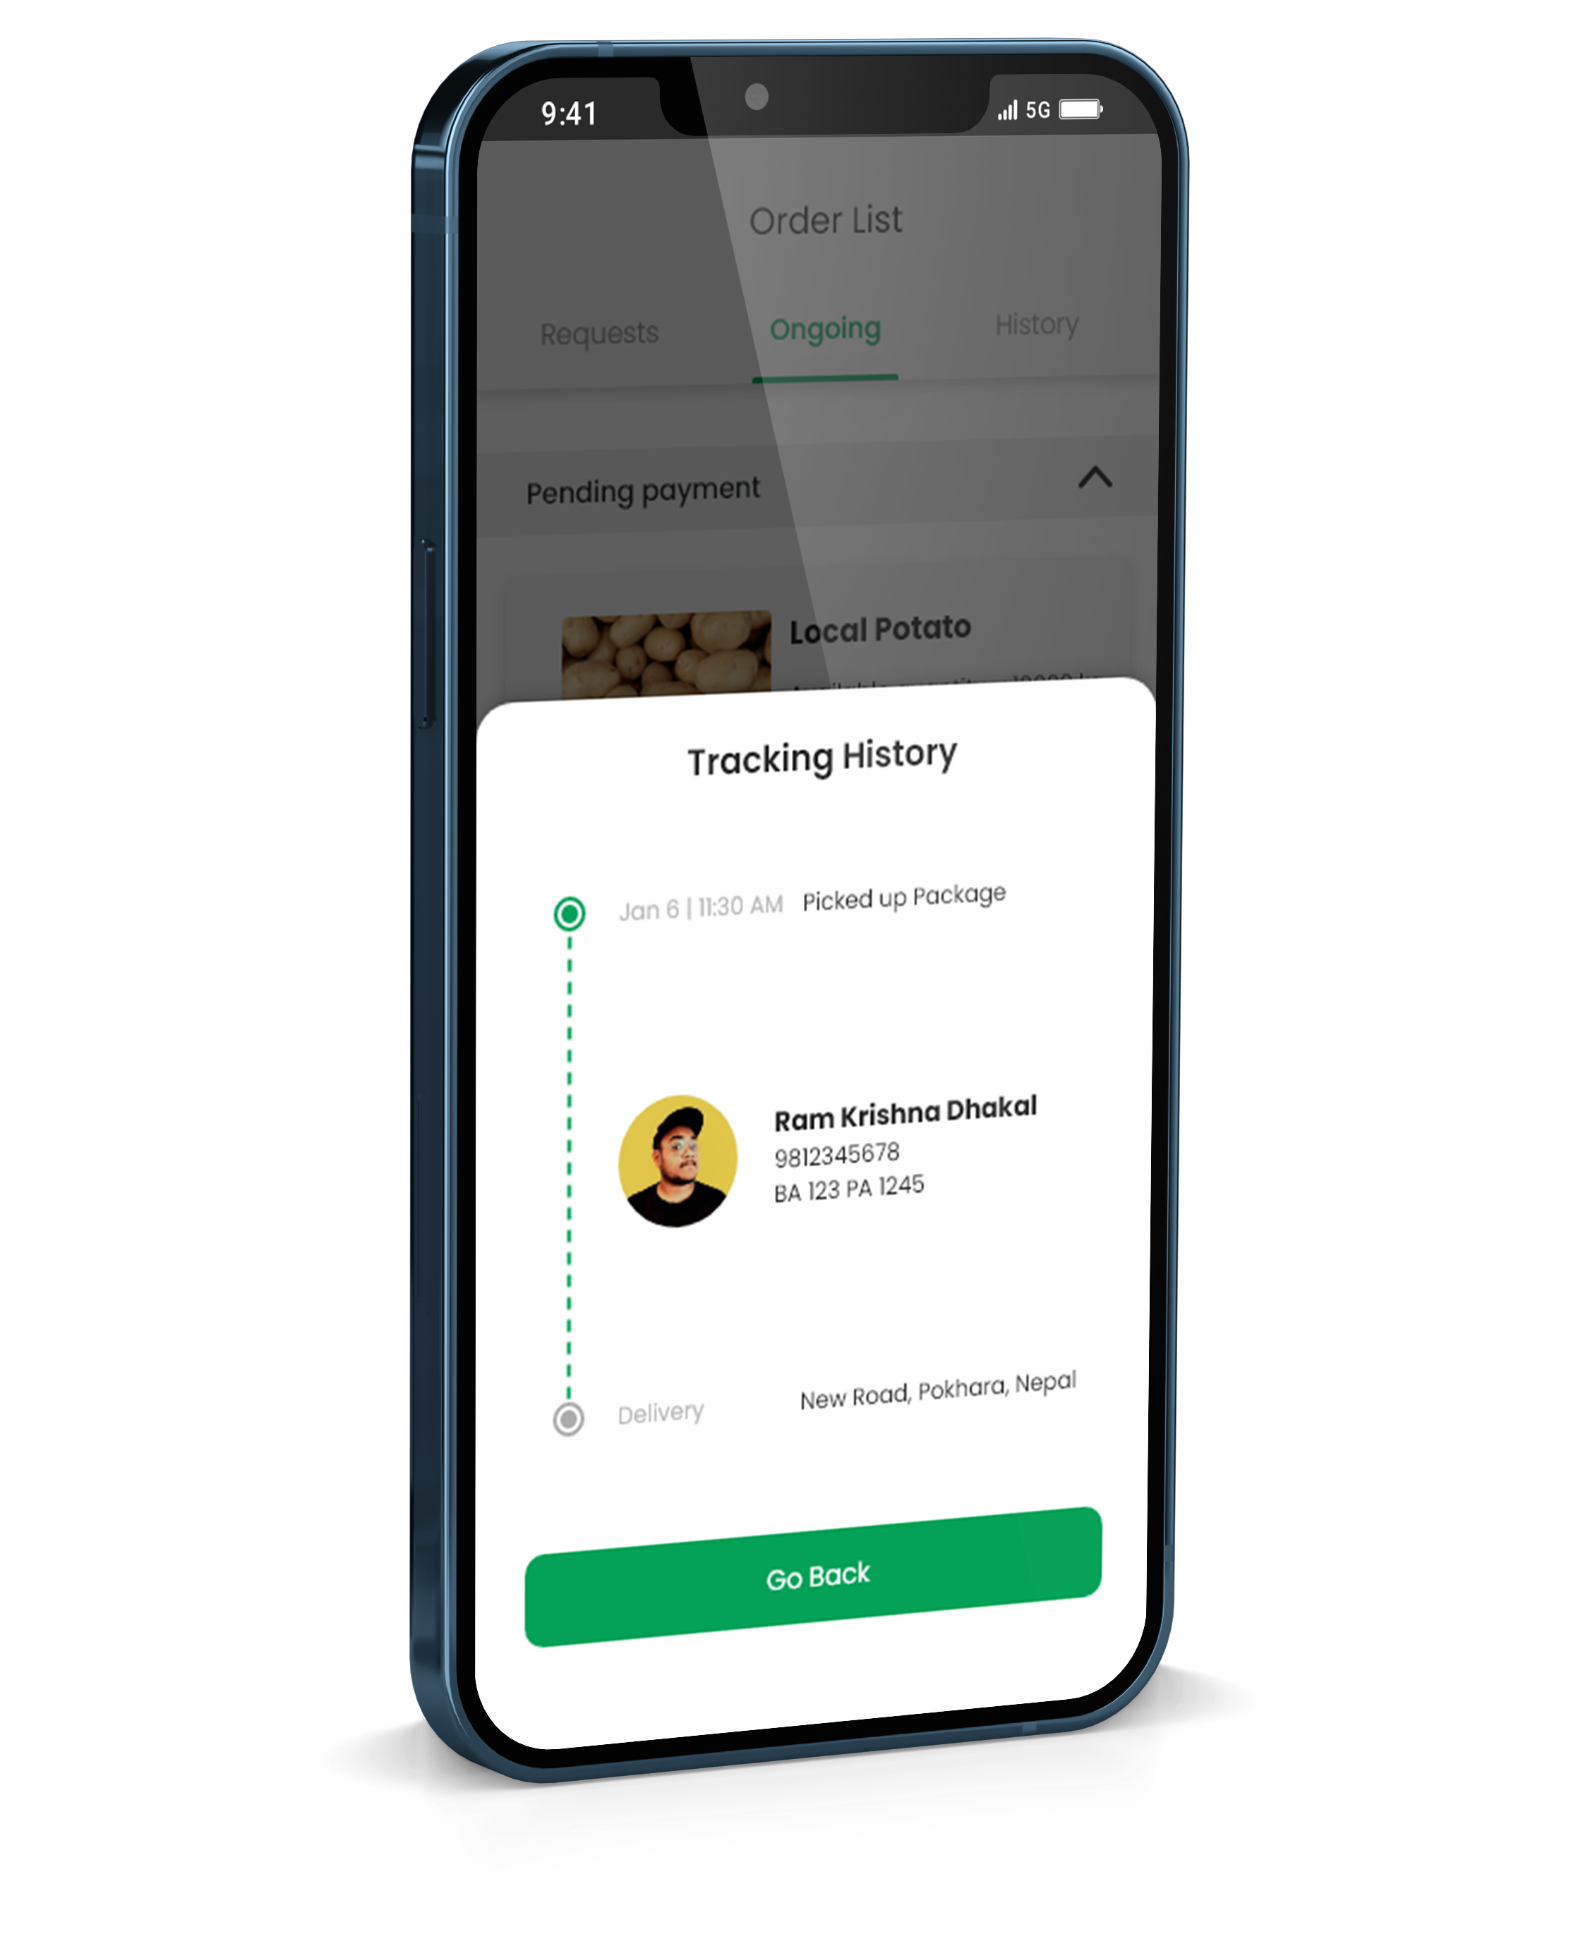 9:41
5G
Order List
Requests
Ongoing
History
Pending payment
Local Potato
Tracking History
Jan 6 | 11:30 AM Picked up Package
Ram Krishna Dhakal
9812345678
BA 123 PA 1245
Delivery
New Road, Pokhara, Nepal
Go Back